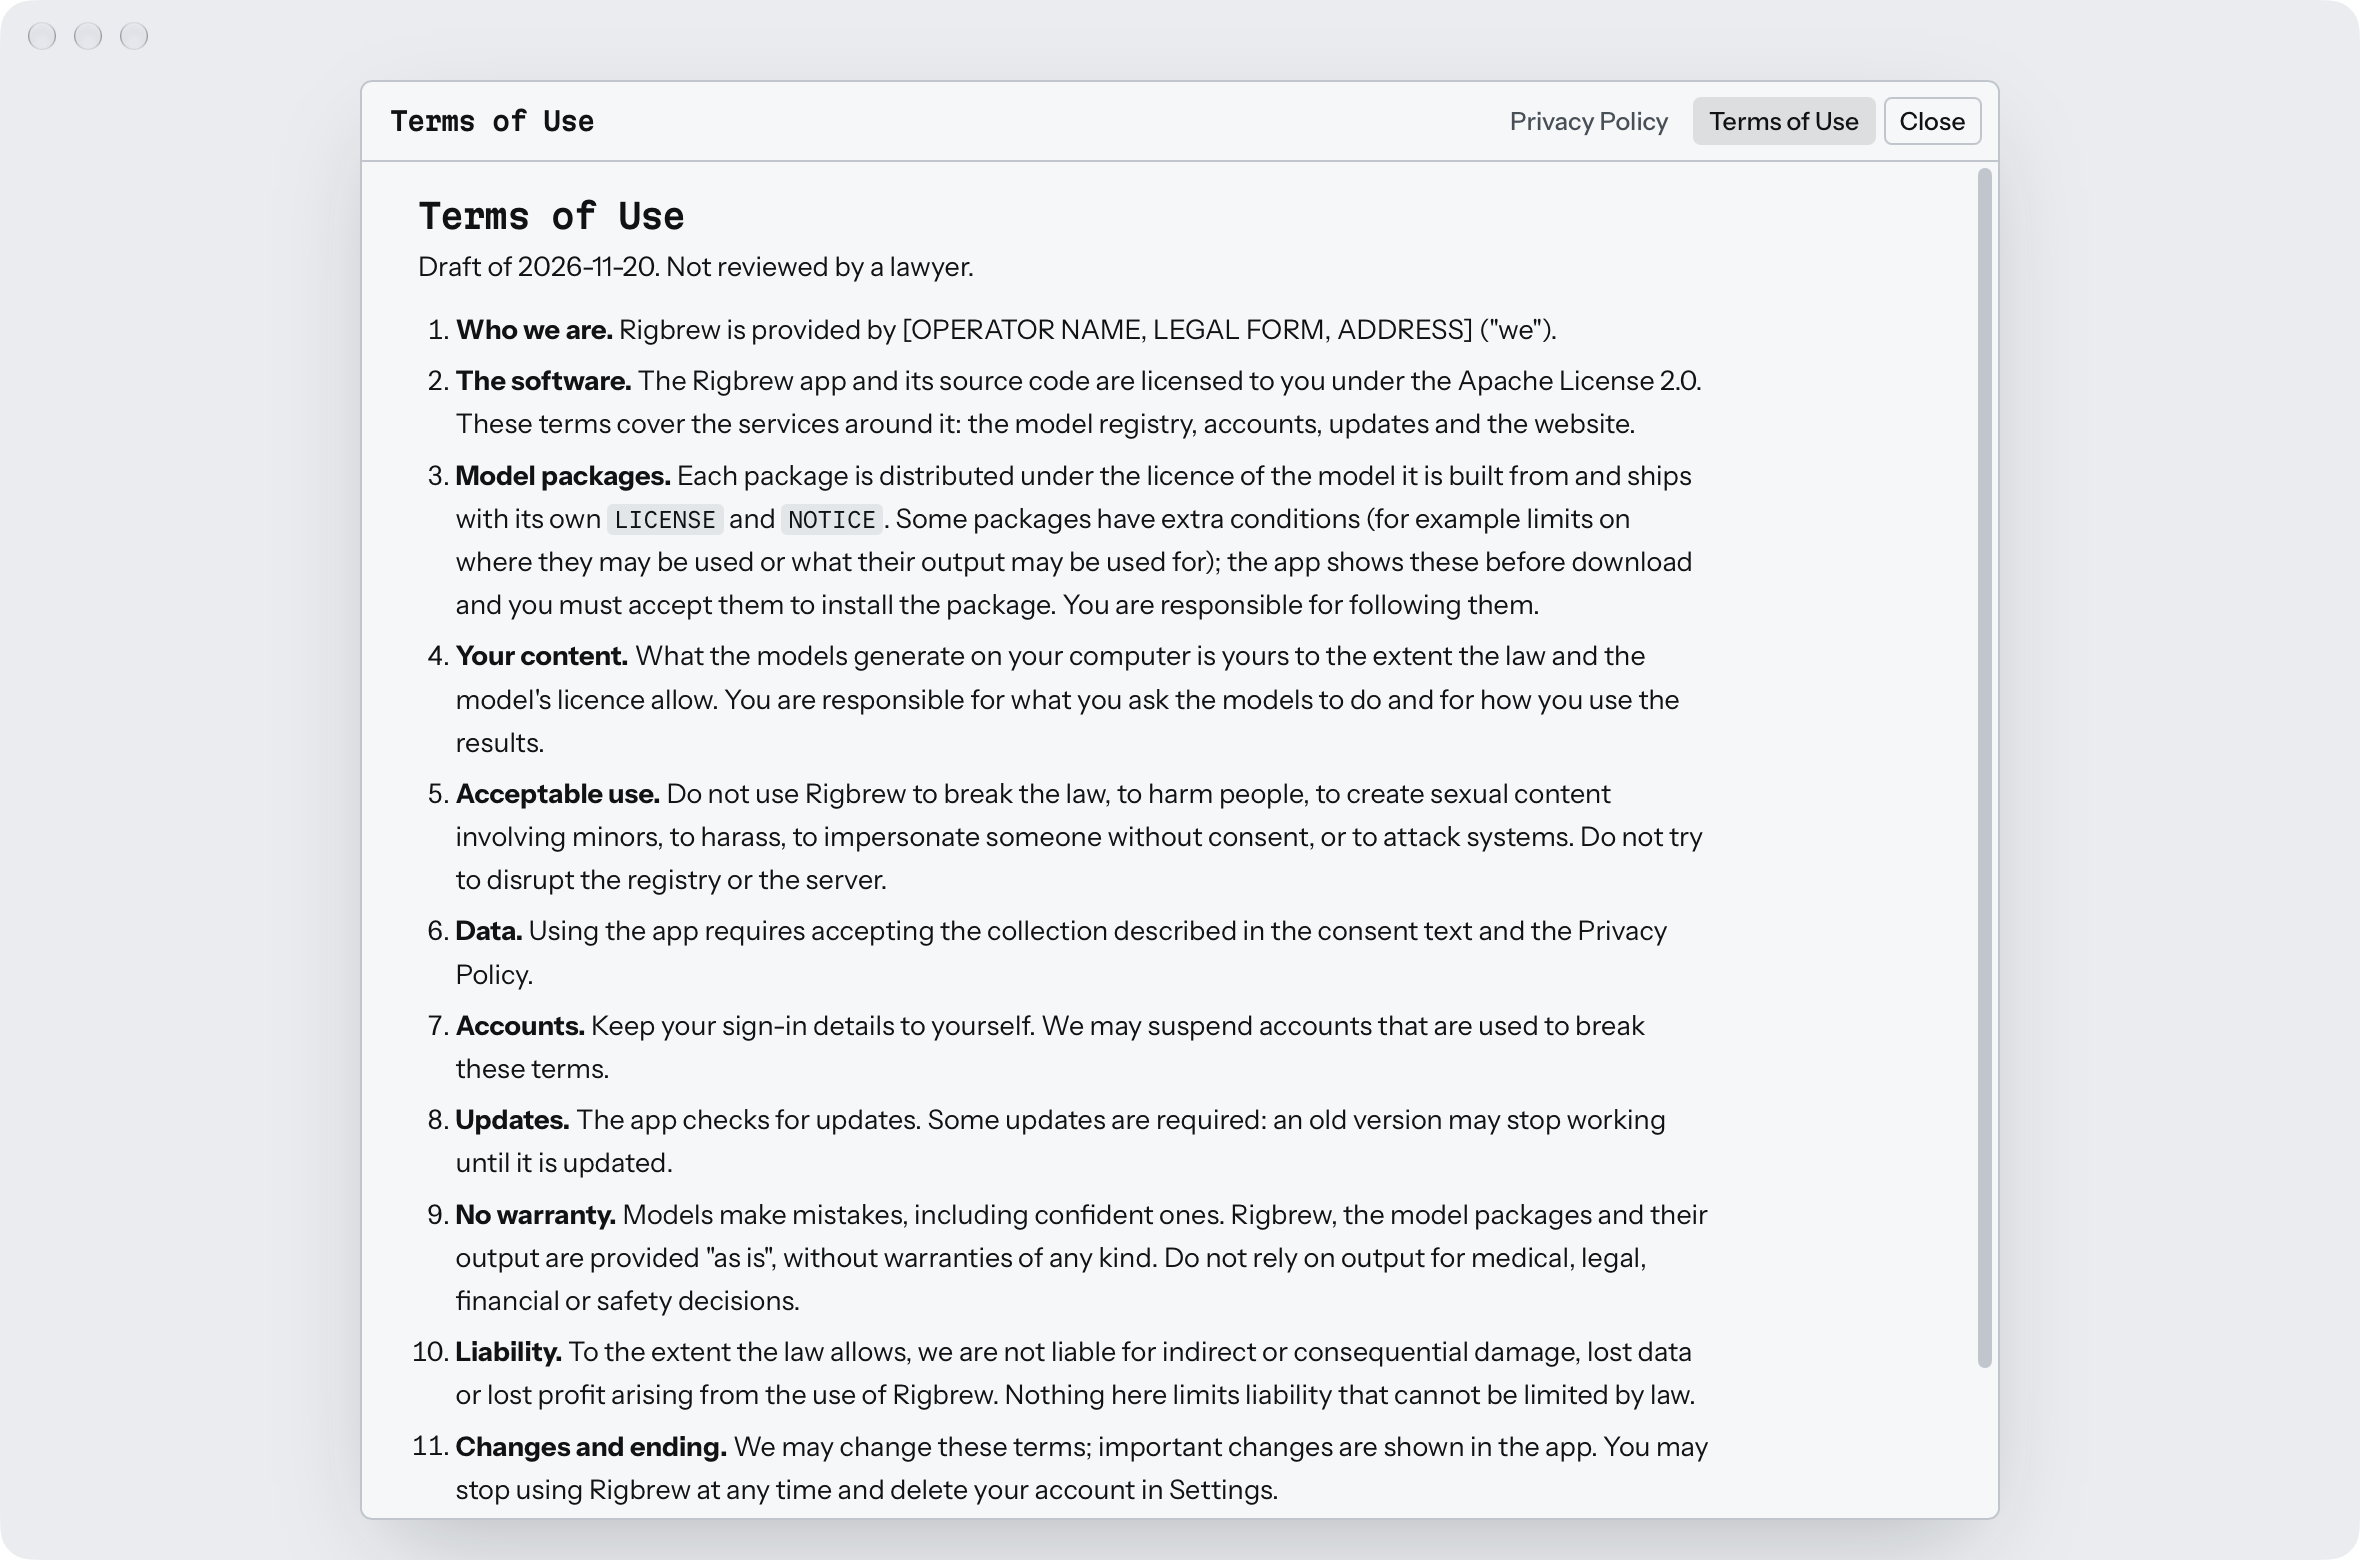 Terms of Use
Privacy Policy
Terms of Use
Close
Terms of Use
Draft of 2026-11-20. Not reviewed by a lawyer.
1. Who we are. Rigbrew is provided by [OPERATOR NAME, LEGAL FORM, ADDRESS] ("we").
2. The software. The Rigbrew app and its source code are licensed to you under the Apache License 2.0.
These terms cover the services around it: the model registry, accounts, updates and the website.
3. Model packages. Each package is distributed under the licence of the model it is built from and ships
with its own LICENSE and NOTICE. Some packages have extra conditions (for example limits on
where they may be used or what their output may be used for); the app shows these before download
and you must accept them to install the package. You are responsible for following them.
4. Your content. What the models generate on your computer is yours to the extent the law and the
model's licence allow. You are responsible for what you ask the models to do and for how you use the
results.
5. Acceptable use. Do not use Rigbrew to break the law, to harm people, to create sexual content
involving minors, to harass, to impersonate someone without consent, or to attack systems. Do not try
to disrupt the registry or the server.
6. Data. Using the app requires accepting the collection described in the consent text and the Privacy
Policy.
7. Accounts. Keep your sign-in details to yourself. We may suspend accounts that are used to break
these terms.
8. Updates. The app checks for updates. Some updates are required: an old version may stop working
until it is updated.
9. No warranty. Models make mistakes, including confident ones. Rigbrew, the model packages and their
output are provided "as is", without warranties of any kind. Do not rely on output for medical, legal,
financial or safety decisions.
10. Liability. To the extent the law allows, we are not liable for indirect or consequential damage, lost data
or lost profit arising from the use of Rigbrew. Nothing here limits liability that cannot be limited by law.
11. Changes and ending. We may change these terms; important changes are shown in the app. You may
stop using Rigbrew at any time and delete your account in Settings.